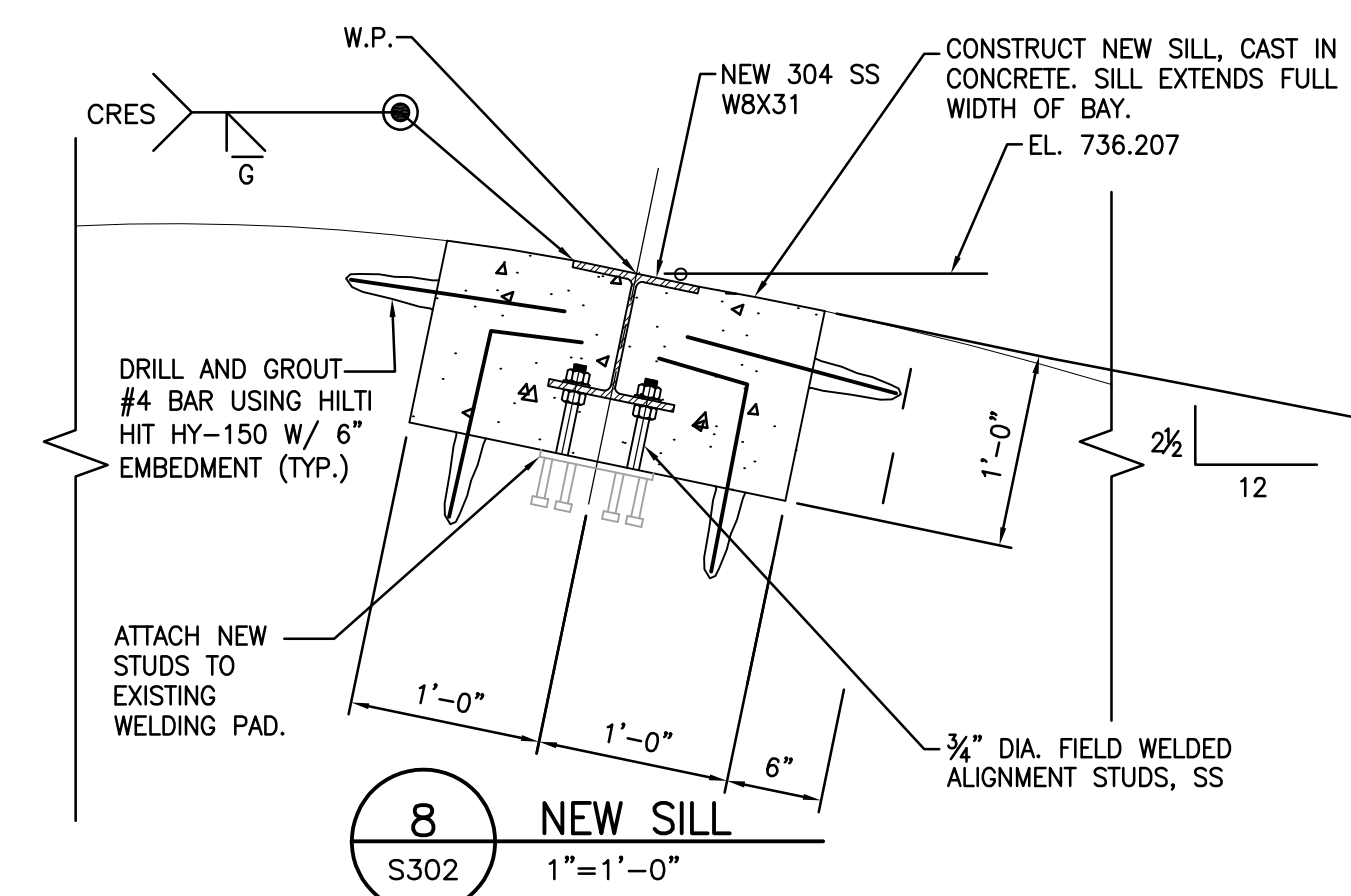 W.P.
CRES
G
NEW 304 SS
W8X31
CONSTRUCT NEW SILL, CAST IN
CONCRETE. SILL EXTENDS FULL
WIDTH OF BAY.
EL. 736.207
DRILL AND GROUT
#4 BAR USING HILTI
HIT HY-150 W/ 6"
EMBEDMENT (TYP.)
1'-0"
2½
12
ATTACH NEW
STUDS TO
EXISTING
WELDING PAD.
1'-0"
1'-0"
6"
¾" DIA. FIELD WELDED
ALIGNMENT STUDS, SS
8
S302
NEW SILL
1"=1'-0"